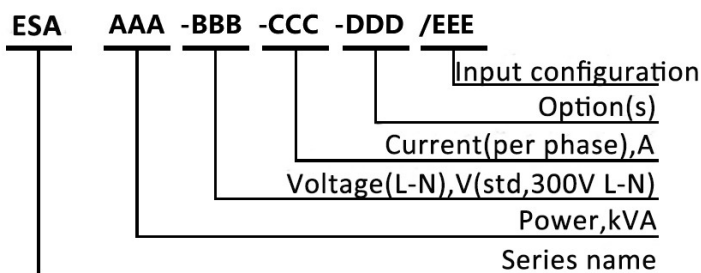 ESA AAA -BBB -CCC -DDD /EEE
Input configuration
Option(s)
Current(per phase),A
Voltage(L-N),V(std,300V L-N)
Power,kVA
Series name